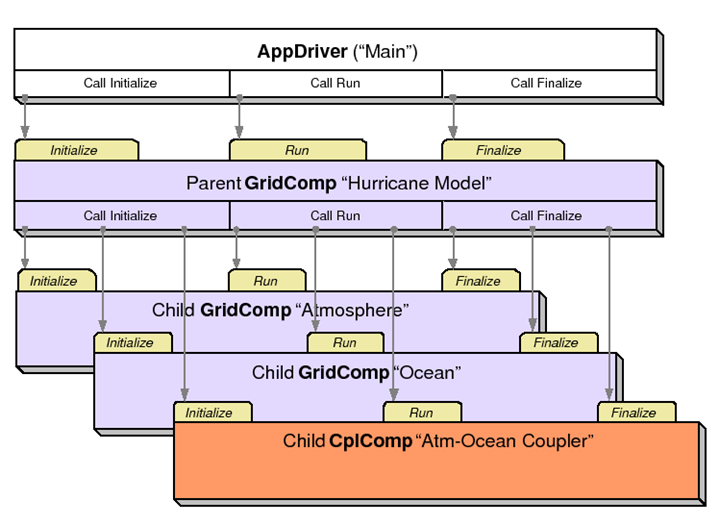 AppDriver (“Main”)
Call Initialize Call Run Call Finalize
Initialize Run Finalize
Parent GridComp “Hurricane Model”
Call Initialize Call Run Call Finalize
Initialize Run Finalize
Child GridComp “Atmosphere”
Initialize Run Finalize
Child GridComp “Ocean”
Initialize Run Finalize
Child CplComp “Atm-Ocean Coupler”